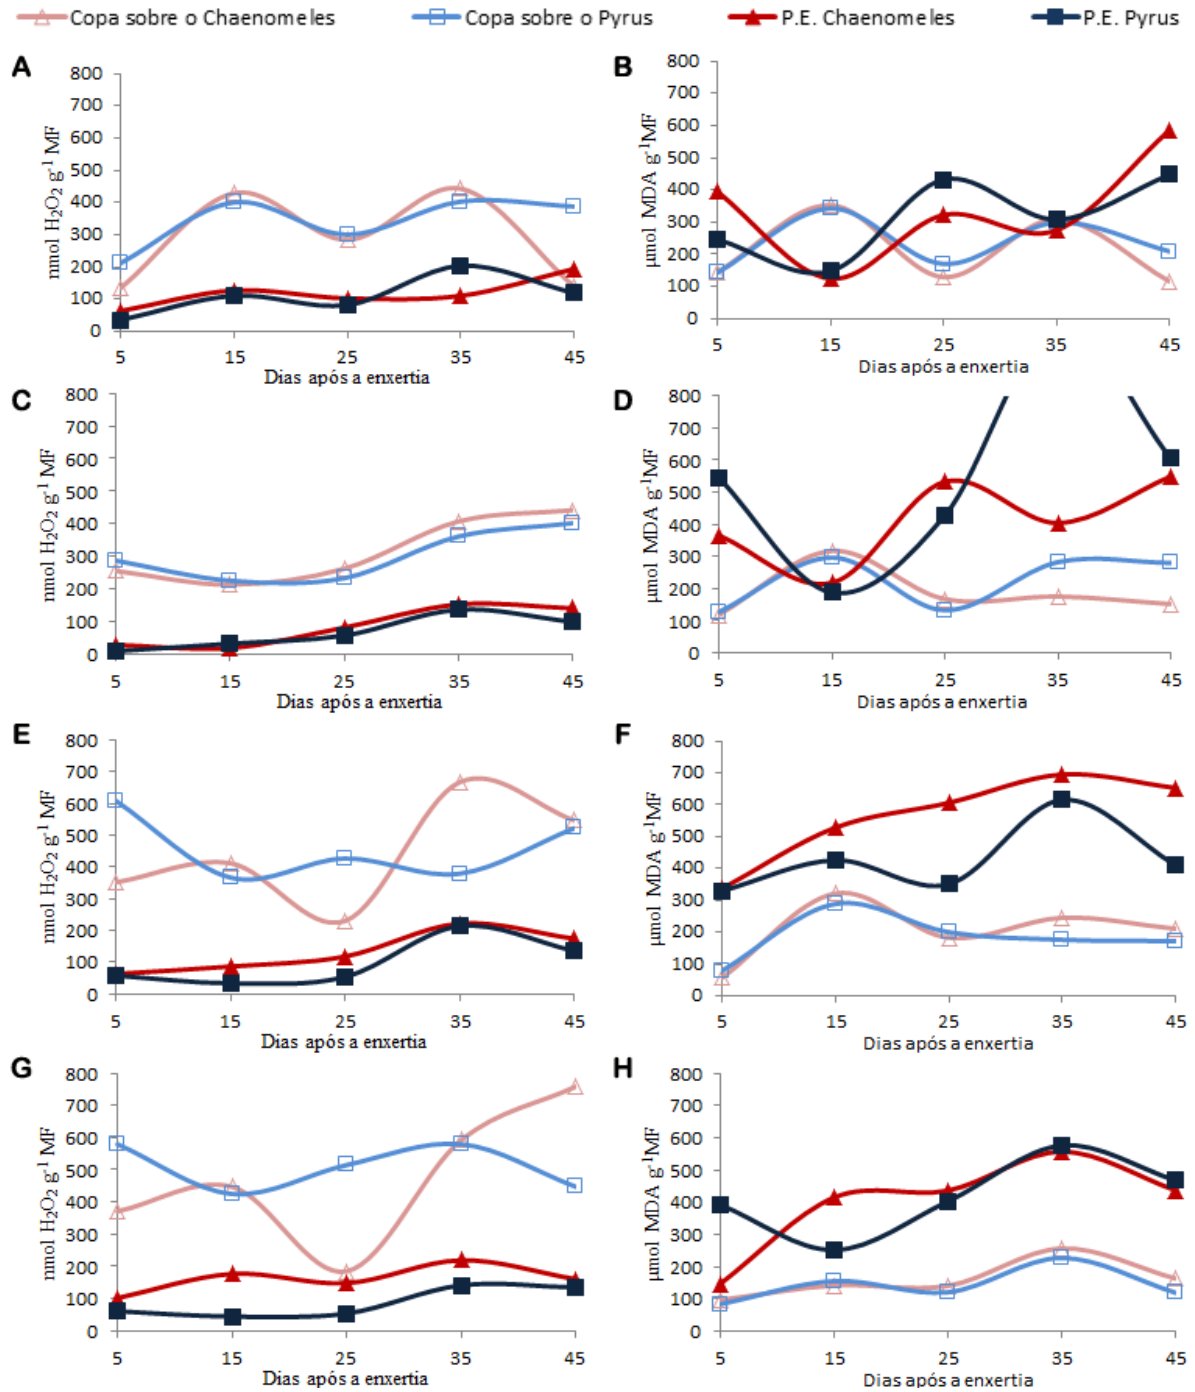 Copa sobre o Chaenomeles Copa sobre o Pyrus P.E. Chaenomeles P.E. Pyrus
A
nmol H₂O₂ g⁻¹ MF
800
700
600
500
400
300
200
100
0
5 15 25 35 45
Dias após a enxertia
B
µmol MDA g⁻¹MF
800
700
600
500
400
300
200
100
0
5 15 25 35 45
Dias após a enxertia
C
nmol H₂O₂ g⁻¹ MF
800
700
600
500
400
300
200
100
0
5 15 25 35 45
Dias após a enxertia
D
µmol MDA g⁻¹MF
800
700
600
500
400
300
200
100
0
5 15 25 35 45
Dias após a enxertia
E
nmol H₂O₂ g⁻¹ MF
800
700
600
500
400
300
200
100
0
5 15 25 35 45
Dias após a enxertia
F
µmol MDA g⁻¹MF
800
700
600
500
400
300
200
100
0
5 15 25 35 45
Dias após a enxertia
G
nmol H₂O₂ g⁻¹ MF
800
700
600
500
400
300
200
100
0
5 15 25 35 45
Dias após a enxertia
H
µmol MDA g⁻¹MF
800
700
600
500
400
300
200
100
0
5 15 25 35 45
Dias após a enxertia